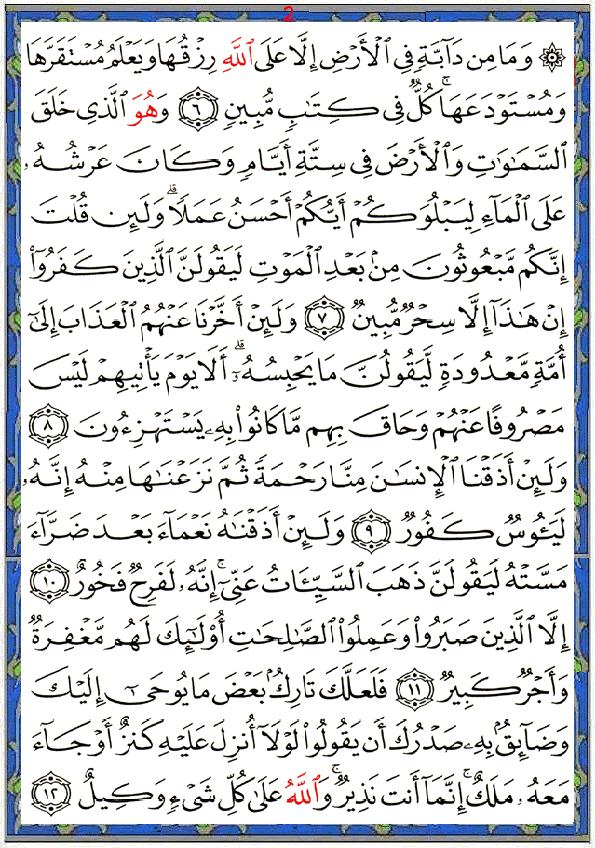 2
۞ وَمَا مِن دَآبَّةٍ فِى ٱلْأَرْضِ إِلَّا عَلَى ٱللَّهِ رِزْقُهَا وَيَعْلَمُ مُسْتَقَرَّهَا
وَمُسْتَوْدَعَهَا ۚ كُلٌّ فِى كِتَـٰبٍ مُّبِينٍ ٦ وَهُوَ ٱلَّذِى خَلَقَ
ٱلسَّمَـٰوَٰتِ وَٱلْأَرْضَ فِى سِتَّةِ أَيَّامٍ وَكَانَ عَرْشُهُۥ
عَلَى ٱلْمَآءِ لِيَبْلُوَكُمْ أَيُّكُمْ أَحْسَنُ عَمَلًا ۗ وَلَئِن قُلْتَ
إِنَّكُم مَّبْعُوثُونَ مِنۢ بَعْدِ ٱلْمَوْتِ لَيَقُولَنَّ ٱلَّذِينَ كَفَرُوٓا۟
إِنْ هَـٰذَآ إِلَّا سِحْرٌ مُّبِينٌ ٧ وَلَئِنْ أَخَّرْنَا عَنْهُمُ ٱلْعَذَابَ إِلَىٰٓ
أُمَّةٍ مَّعْدُودَةٍ لَّيَقُولُنَّ مَا يَحْبِسُهُۥٓ ۗ أَلَا يَوْمَ يَأْتِيهِمْ لَيْسَ
مَصْرُوفًا عَنْهُمْ وَحَاقَ بِهِم مَّا كَانُوا۟ بِهِۦ يَسْتَهْزِءُونَ ٨
وَلَئِنْ أَذَقْنَا ٱلْإِنسَـٰنَ مِنَّا رَحْمَةً ثُمَّ نَزَعْنَـٰهَا مِنْهُ إِنَّهُۥ
لَيَـُٔوسٌ كَفُورٌ ٩ وَلَئِنْ أَذَقْنَـٰهُ نَعْمَآءَ بَعْدَ ضَرَّآءَ
مَسَّتْهُ لَيَقُولَنَّ ذَهَبَ ٱلسَّيِّـَٔاتُ عَنِّىٓ ۚ إِنَّهُۥ لَفَرِحٌ فَخُورٌ ١٠
إِلَّا ٱلَّذِينَ صَبَرُوا۟ وَعَمِلُوا۟ ٱلصَّـٰلِحَـٰتِ أُو۟لَـٰٓئِكَ لَهُم مَّغْفِرَةٌ
وَأَجْرٌ كَبِيرٌ ١١ فَلَعَلَّكَ تَارِكٌۢ بَعْضَ مَا يُوحَىٰٓ إِلَيْكَ
وَضَآئِقٌۢ بِهِۦ صَدْرُكَ أَن يَقُولُوا۟ لَوْلَآ أُنزِلَ عَلَيْهِ كَنزٌ أَوْ جَآءَ
مَعَهُۥ مَلَكٌ ۚ إِنَّمَآ أَنتَ نَذِيرٌ ۚ وَٱللَّهُ عَلَىٰ كُلِّ شَىْءٍ وَكِيلٌ ١٢